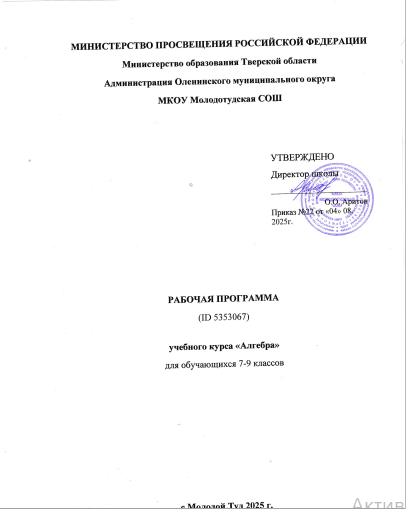 МИНИСТЕРСТВО ПРОСВЕЩЕНИЯ РОССИЙСКОЙ ФЕДЕРАЦИИ
Министерство образования Тверской области
Администрация Оленинского муниципального округа
МКОУ Молодотудская СОШ
УТВЕРЖДЕНО
Директор школы
О.О. Аратов
Приказ №22 от «04» 08.
2025г.
РАБОЧАЯ ПРОГРАММА
(ID 5353067)
учебного курса «Алгебра»
для обучающихся 7-9 классов
с Молодой Туд 2025 г.
Актив